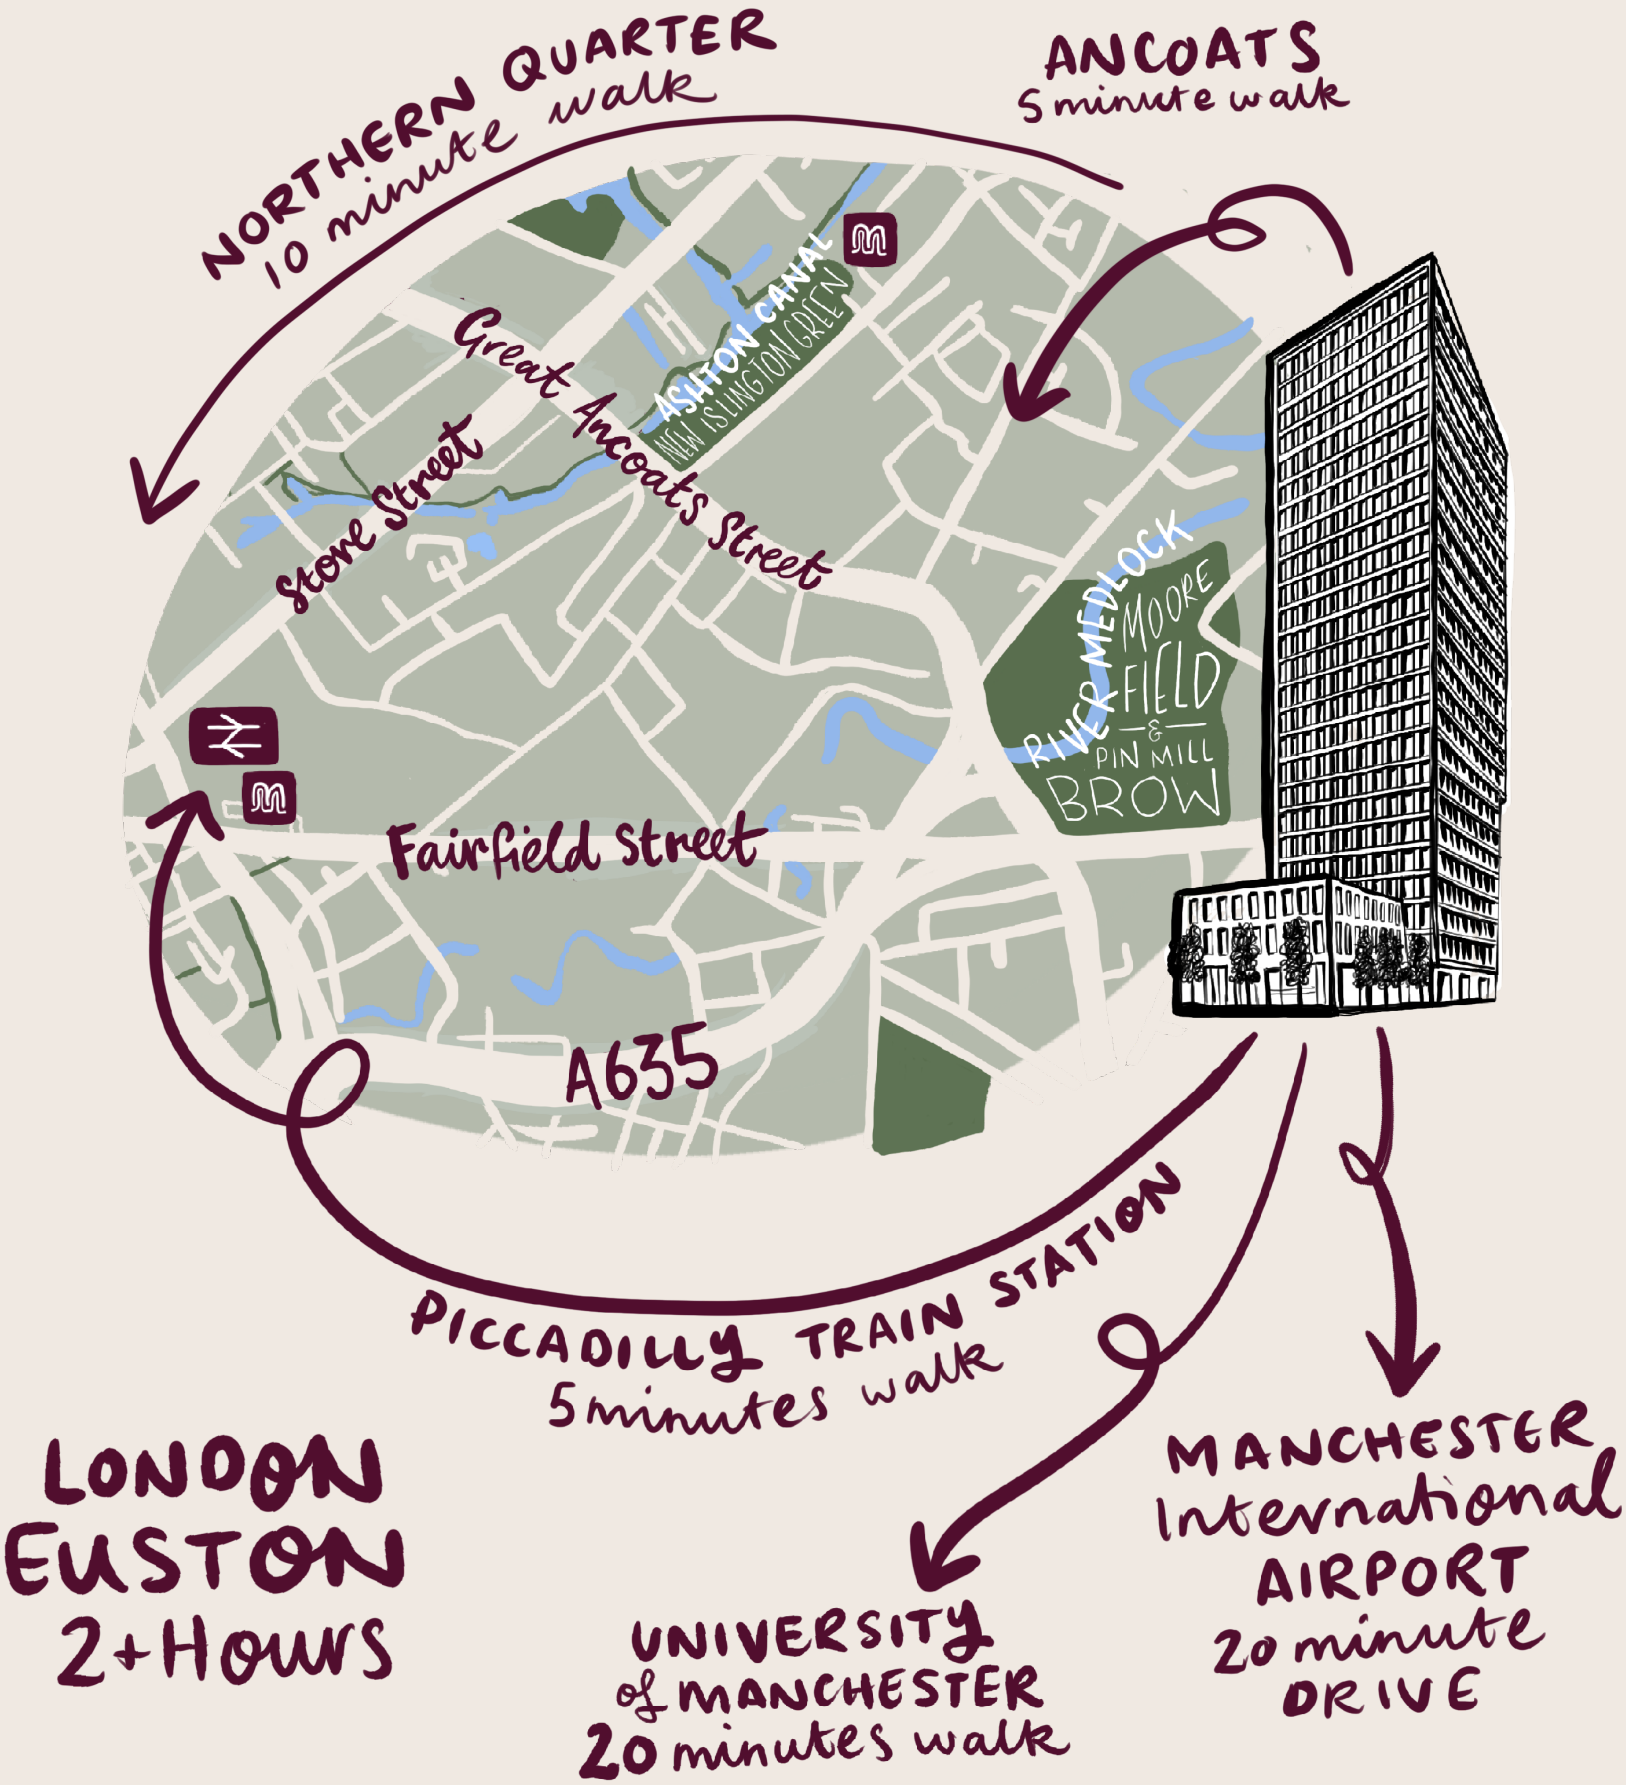 NORTHERN QUARTER
10 minute walk
ANCOATS
5 minute walk
ASHTON CANAL
NEW ISLINGTON GREEN
Great Ancoats Street
Store Street
RIVER MEDLOCK
MOORE
FIELD
&
PIN MILL
BROW
Fairfield Street
A635
PICCADILLY TRAIN STATION
5 minutes walk
LONDON
EUSTON
2+Hours
UNIVERSITY
of MANCHESTER
20 minutes walk
MANCHESTER
International
AIRPORT
20 minute
DRIVE